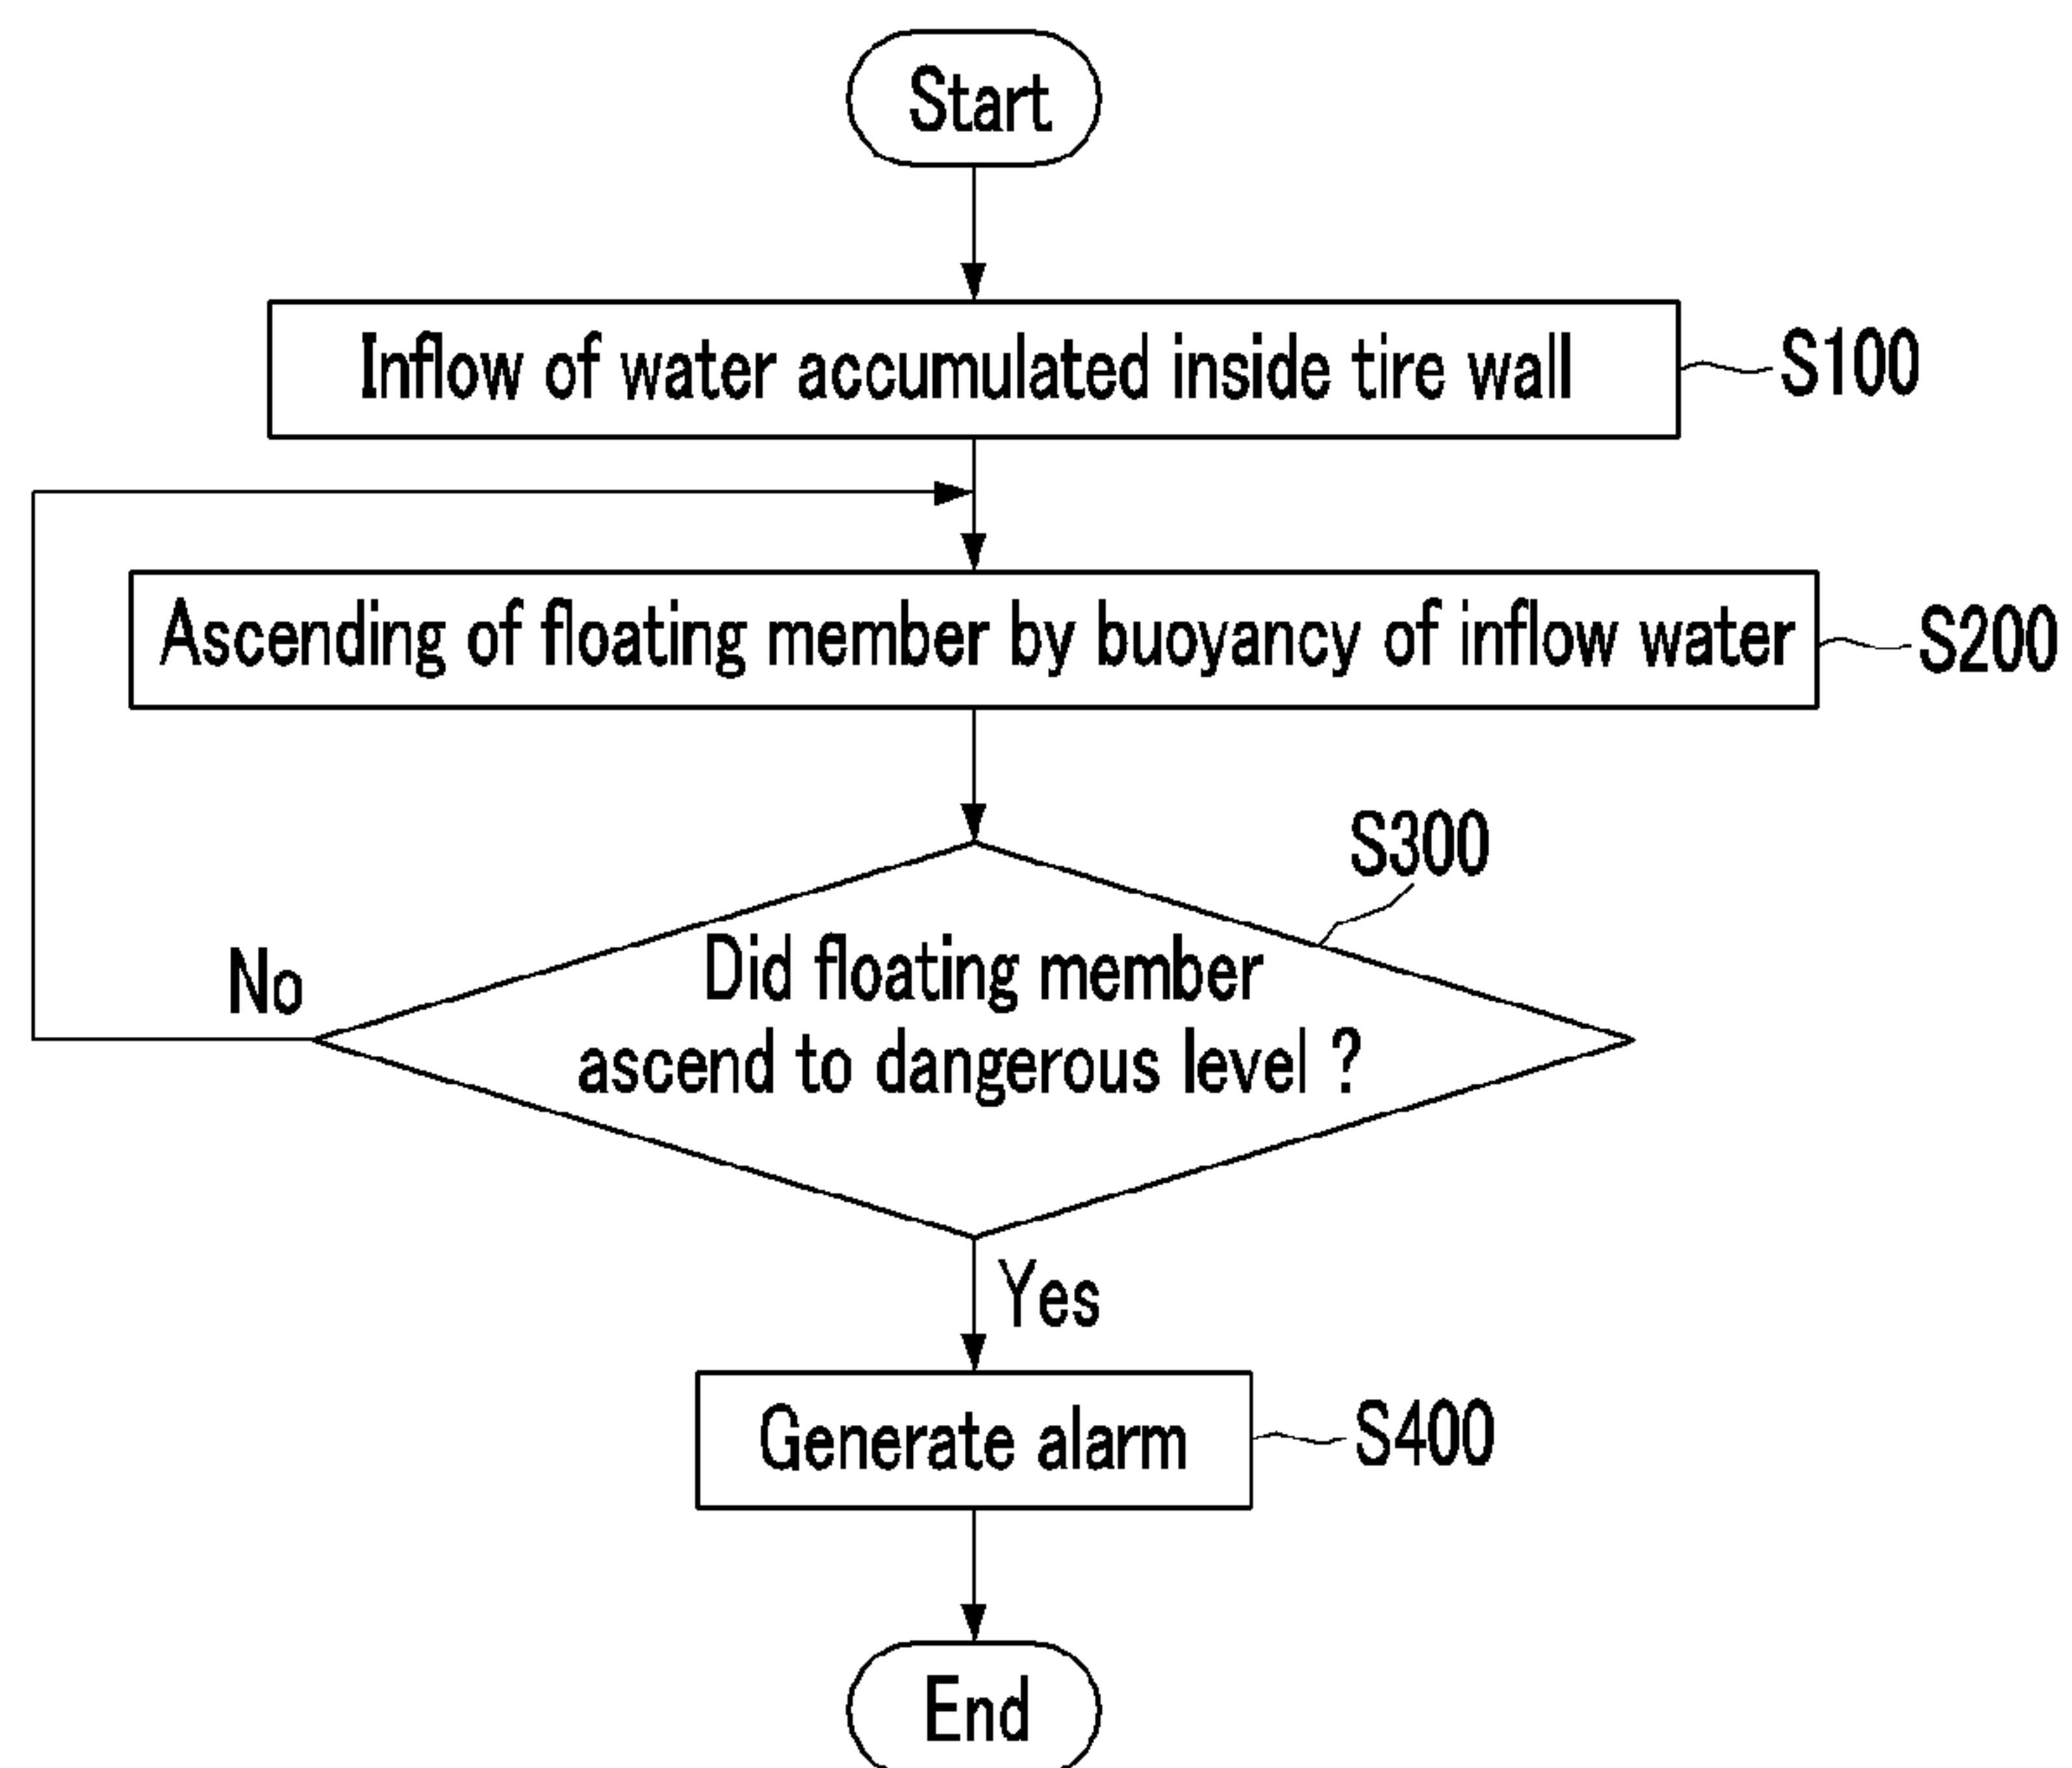 Start
Inflow of water accumulated inside tire wall
S100
Ascending of floating member by buoyancy of inflow water
S200
S300
Did floating member
ascend to dangerous level ?
No
Yes
Generate alarm
S400
End